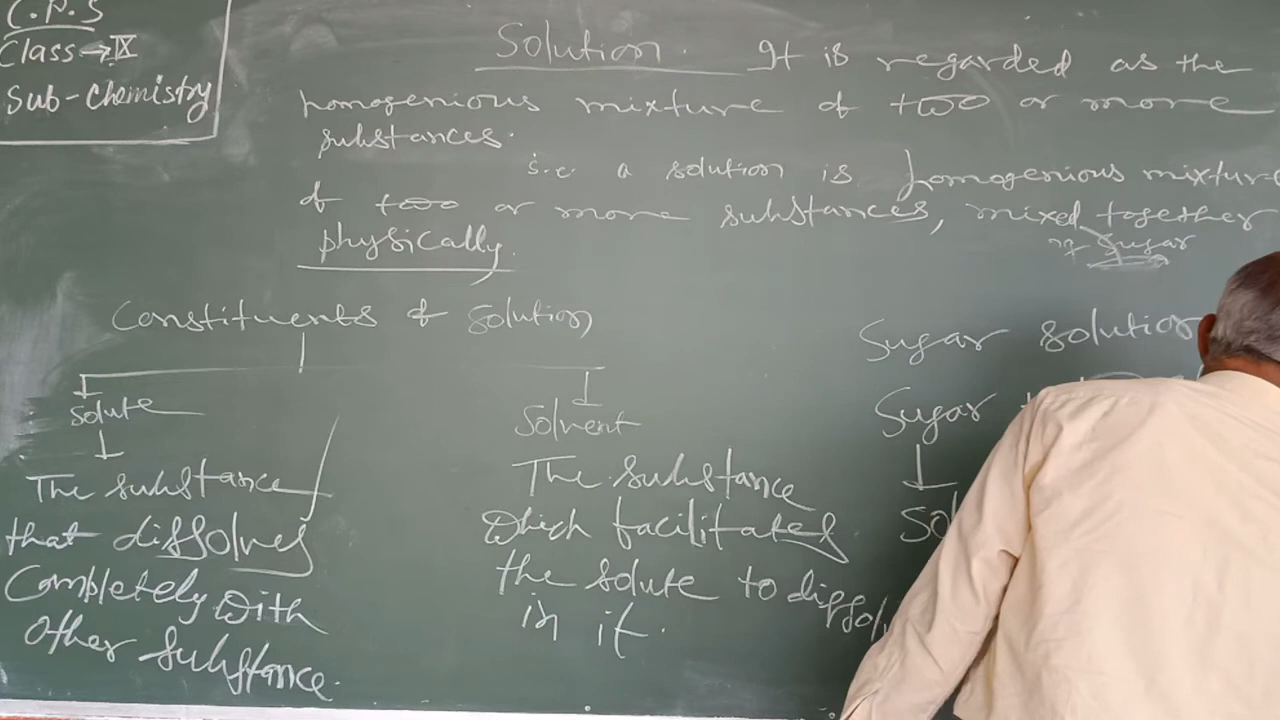 C.P.S
Class → IX
Sub-Chemistry
Solution. It is regarded as the
homogenious mixture of two or more
substances.
i.e. a solution is homogenious mixture
of two or more substances, mixed together
physically.
of Sugar
Constituents of Solution
Solute
Solvent
The substance
that dissolves
Completely with
other substance.
The substance
which facilitates
the solute to dissolv
in it.
Sugar solution
Sugar
Sol